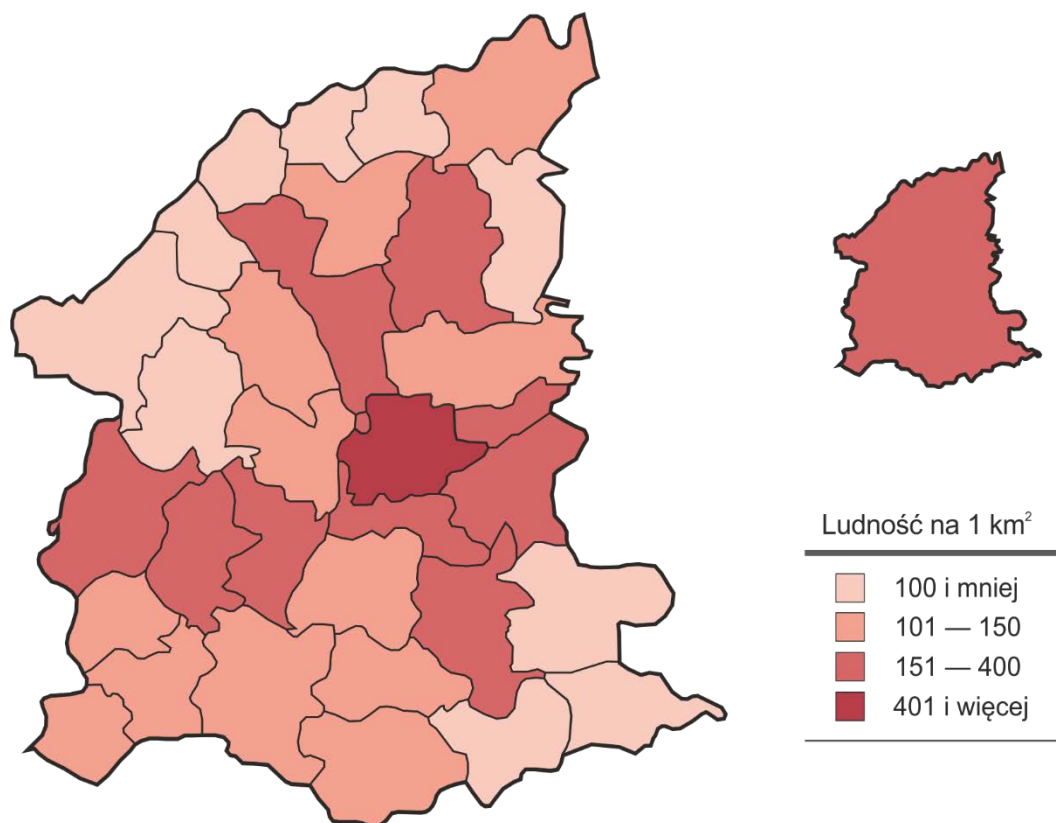 Ludność na 1 km²
100 i mniej
101 — 150
151 — 400
401 i więcej